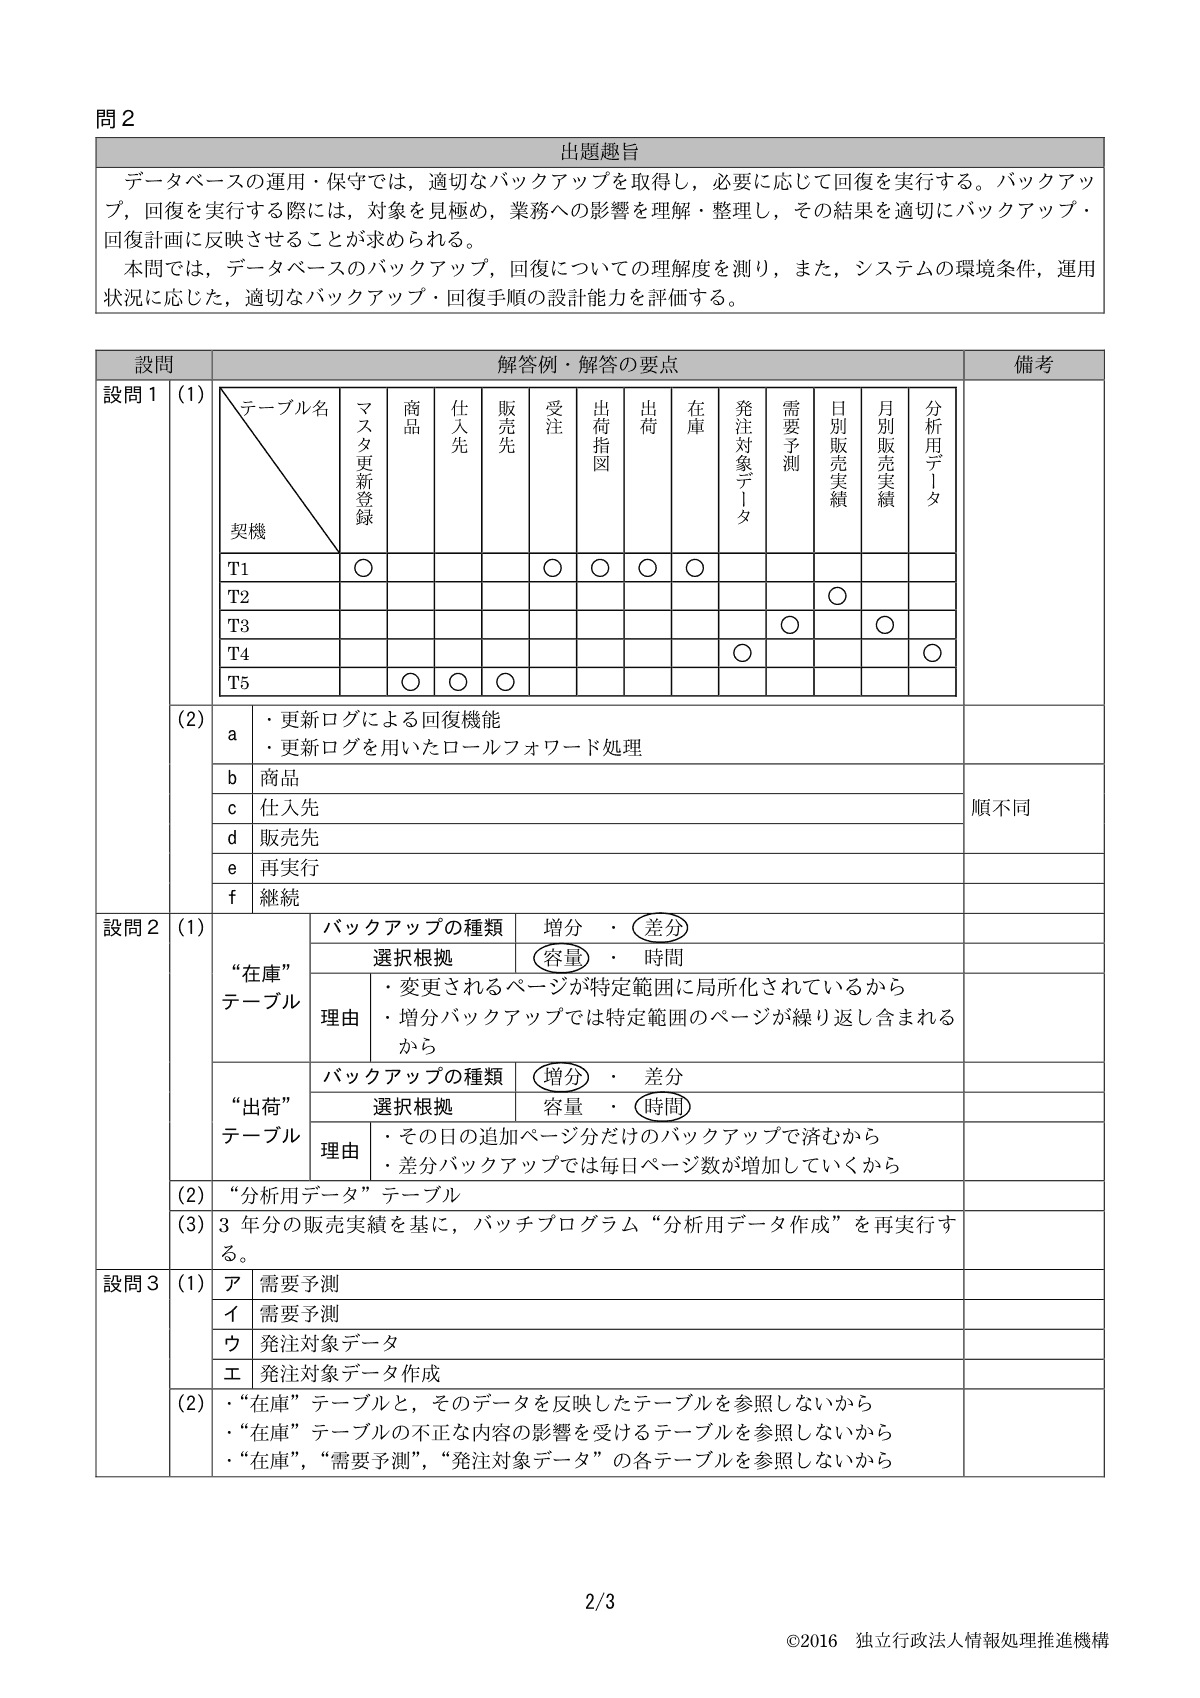 問２
出題趣旨
データベースの運用・保守では，適切なバックアップを取得し，必要に応じて回復を実行する。バックアッ
プ，回復を実行する際には，対象を見極め，業務への影響を理解・整理し，その結果を適切にバックアップ・
回復計画に反映させることが求められる。
本問では，データベースのバックアップ，回復についての理解度を測り，また，システムの環境条件，運用
状況に応じた，適切なバックアップ・回復手順の設計能力を評価する。
設問 解答例・解答の要点 備考
設問１ (1)
テーブル名 マスタ更新登録 商品 仕入先 販売先 受注 出荷指図 出荷 在庫 発注対象データ 需要予測 日別販売実績 月別販売実績 分析用データ
契機
T1 ○ ○ ○ ○ ○
T2 ○
T3 ○ ○
T4 ○ ○
T5 ○ ○ ○
(2) a ・更新ログによる回復機能
・更新ログを用いたロールフォワード処理
b 商品
c 仕入先 順不同
d 販売先
e 再実行
f 継続
設問２ (1) “在庫”テーブル バックアップの種類 増分 ・ 差分
選択根拠 容量 ・ 時間
理由 ・変更されるページが特定範囲に局所化されているから
・増分バックアップでは特定範囲のページが繰り返し含まれる
から
“出荷”テーブル バックアップの種類 増分 ・ 差分
選択根拠 容量 ・ 時間
理由 ・その日の追加ページ分だけのバックアップで済むから
・差分バックアップでは毎日ページ数が増加していくから
(2) “分析用データ”テーブル
(3) 3 年分の販売実績を基に，バッチプログラム“分析用データ作成”を再実行す
る。
設問３ (1) ア 需要予測
イ 需要予測
ウ 発注対象データ
エ 発注対象データ作成
(2) ・“在庫”テーブルと，そのデータを反映したテーブルを参照しないから
・“在庫”テーブルの不正な内容の影響を受けるテーブルを参照しないから
・“在庫”，“需要予測”，“発注対象データ”の各テーブルを参照しないから
2/3
©2016 独立行政法人情報処理推進機構